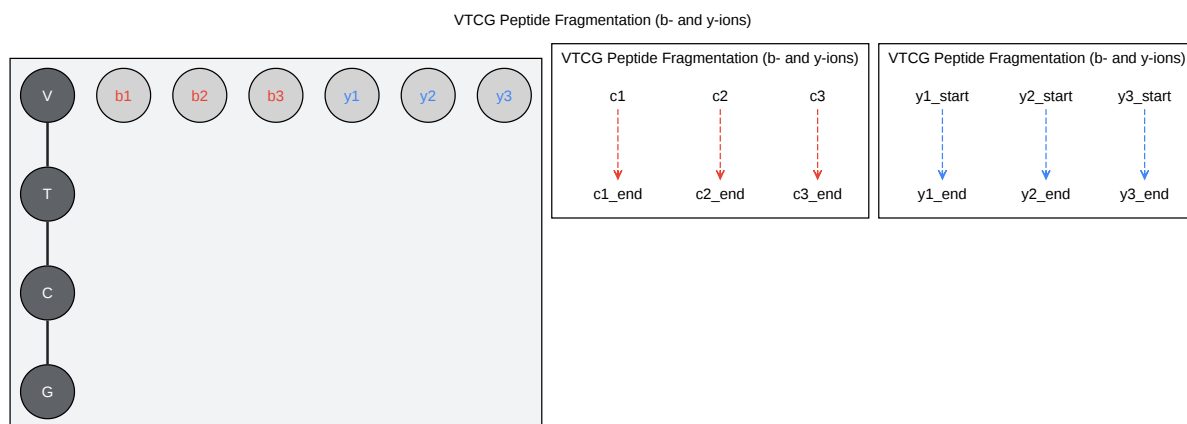 VTCG Peptide Fragmentation (b- and y-ions)
V b1 b2 b3 y1 y2 y3
T
C
G
VTCG Peptide Fragmentation (b- and y-ions)
c1 c2 c3
c1_end c2_end c3_end
VTCG Peptide Fragmentation (b- and y-ions)
y1_start y2_start y3_start
y1_end y2_end y3_end